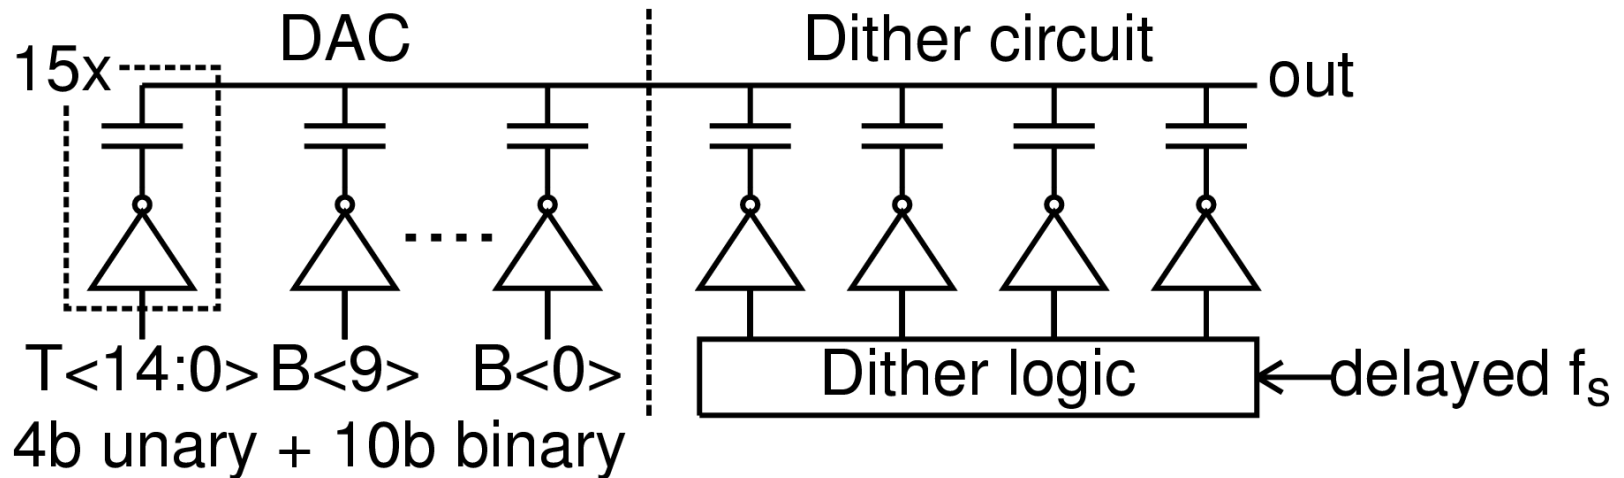 DAC
Dither circuit
15x
out
T<14:0> B<9> B<0>
Dither logic
delayed fs
4b unary + 10b binary